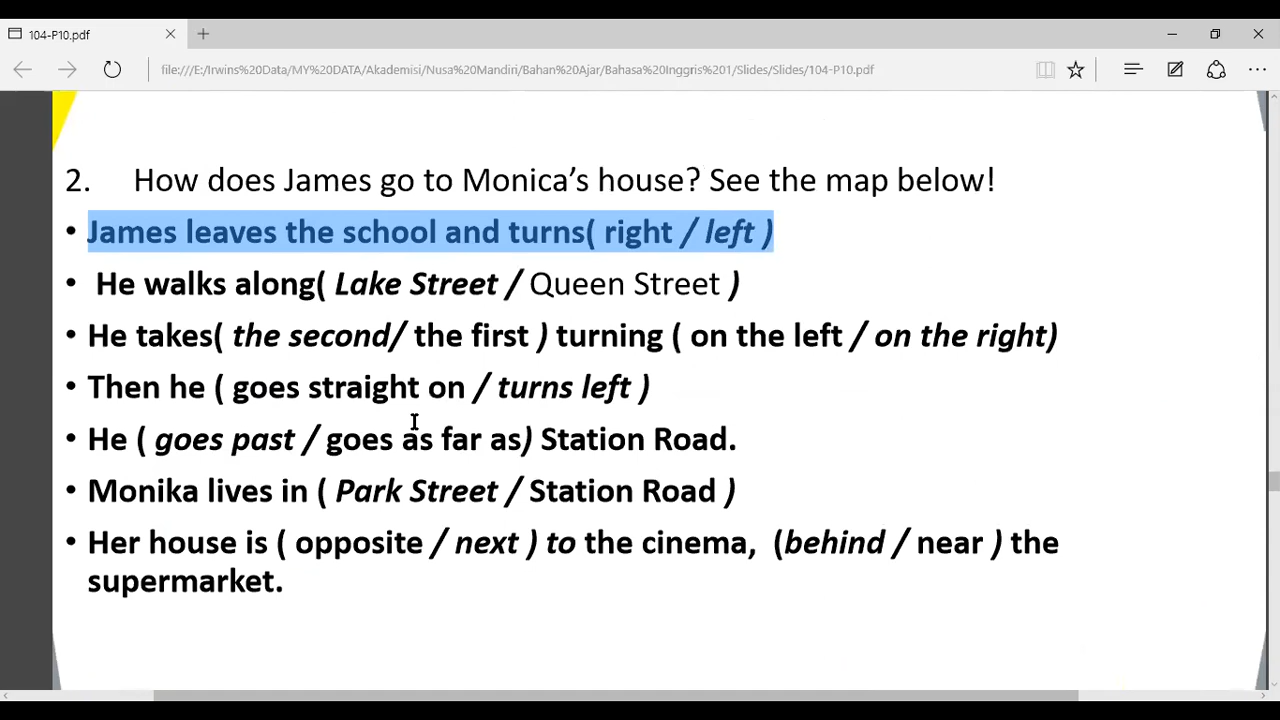 104-P10.pdf
file:///E:/Irwins%20Data/MY%20DATA/Akademisi/Nusa%20Mandiri/Bahan%20Ajar/Bahasa%20Inggris%201/Slides/Slides/104-P10.pdf
2. How does James go to Monica’s house? See the map below!
• James leaves the school and turns( right / left )
• He walks along( Lake Street / Queen Street )
• He takes( the second/ the first ) turning ( on the left / on the right)
• Then he ( goes straight on / turns left )
• He ( goes past / goes as far as) Station Road.
• Monika lives in ( Park Street / Station Road )
• Her house is ( opposite / next ) to the cinema, (behind / near ) the
supermarket.